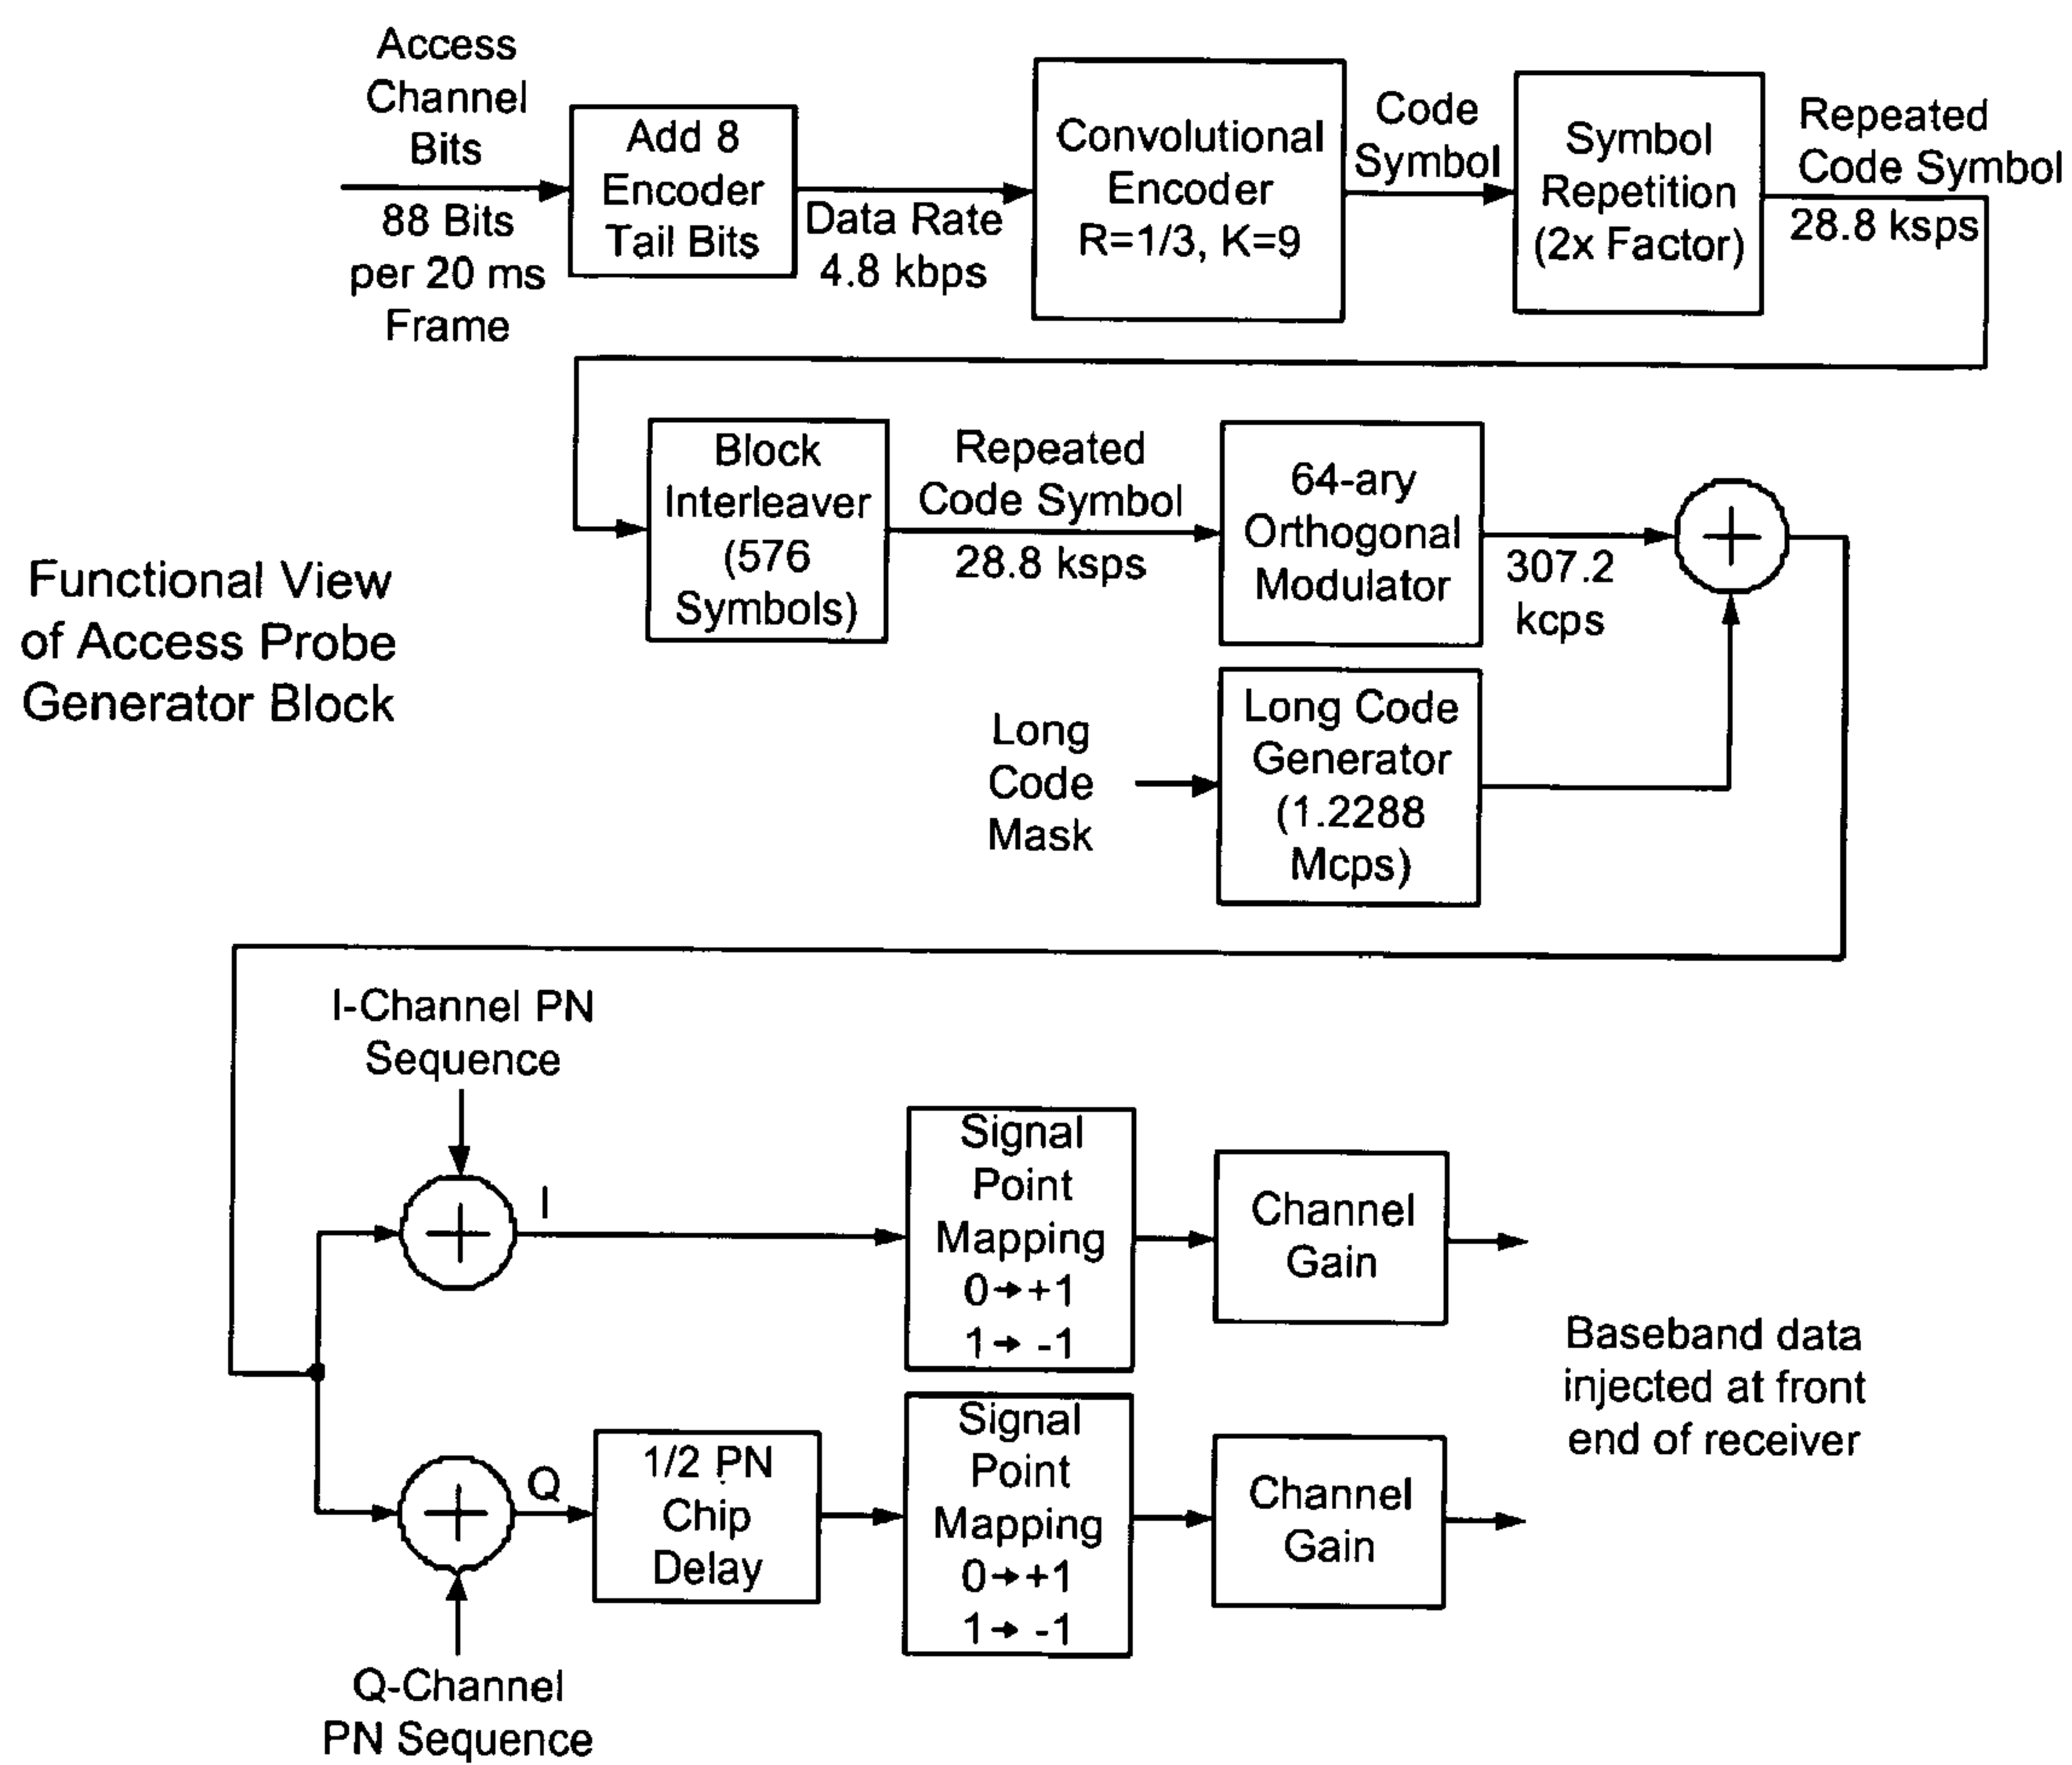 Access
Channel
Bits
88 Bits
per 20 ms
Frame
Add 8
Encoder
Tail Bits
Data Rate
4.8 kbps
Convolutional
Encoder
R=1/3, K=9
Code
Symbol
Symbol
Repetition
(2x Factor)
Repeated
Code Symbol
28.8 ksps
Functional View
of Access Probe
Generator Block
Block
Interleaver
(576
Symbols)
Repeated
Code Symbol
28.8 ksps
64-ary
Orthogonal
Modulator
307.2
kcps
+
Long
Code
Mask
Long Code
Generator
(1.2288
Mcps)
I-Channel PN
Sequence
+
I
Signal
Point
Mapping
0→+1
1→ -1
Channel
Gain
+
Q
Q-Channel
PN Sequence
1/2 PN
Chip
Delay
Signal
Point
Mapping
0→+1
1→ -1
Channel
Gain
Baseband data
injected at front
end of receiver